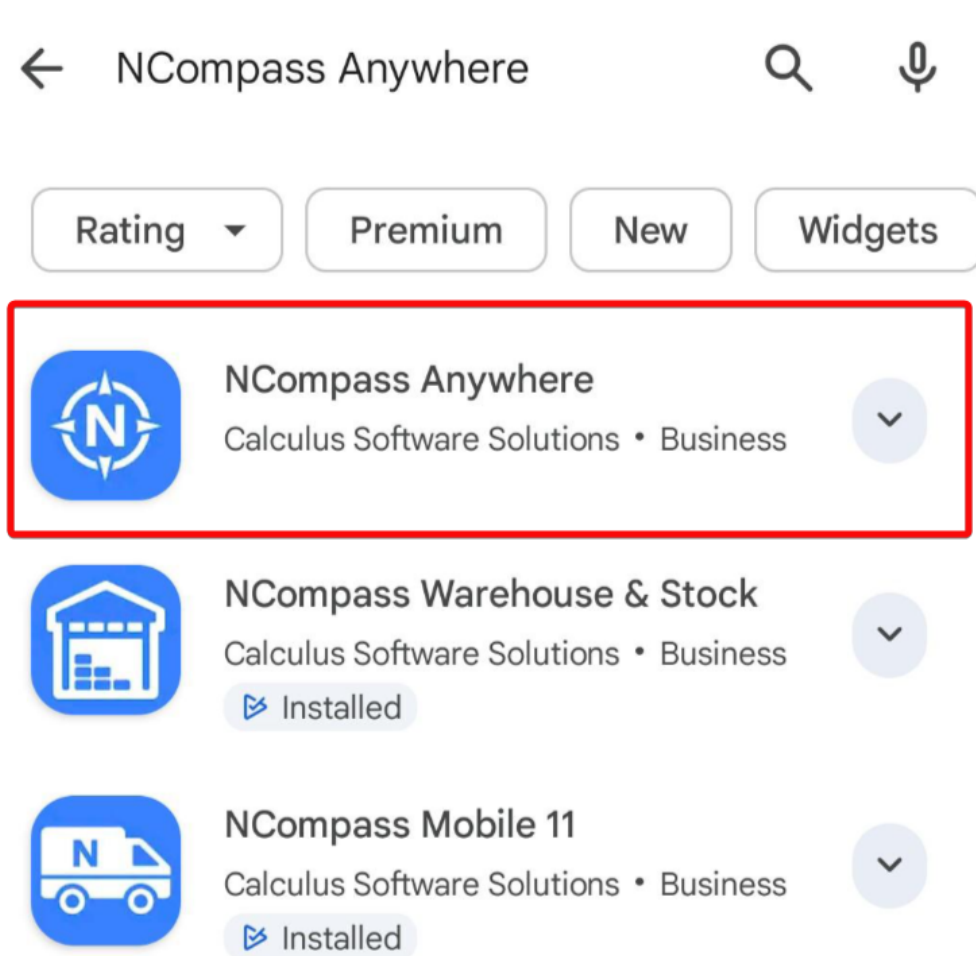 NCompass Anywhere
Rating Premium New Widgets
NCompass Anywhere
Calculus Software Solutions • Business
NCompass Warehouse & Stock
Calculus Software Solutions • Business
Installed
NCompass Mobile 11
Calculus Software Solutions • Business
Installed
N
N